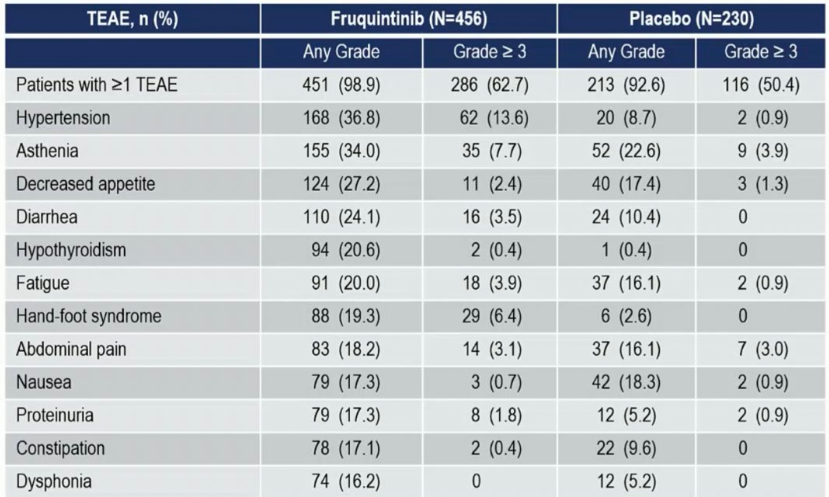 TEAE, n (%) Fruquintinib (N=456) Placebo (N=230)
Any Grade Grade ≥ 3 Any Grade Grade ≥ 3
Patients with ≥1 TEAE 451 (98.9) 286 (62.7) 213 (92.6) 116 (50.4)
Hypertension 168 (36.8) 62 (13.6) 20 (8.7) 2 (0.9)
Asthenia 155 (34.0) 35 (7.7) 52 (22.6) 9 (3.9)
Decreased appetite 124 (27.2) 11 (2.4) 40 (17.4) 3 (1.3)
Diarrhea 110 (24.1) 16 (3.5) 24 (10.4) 0
Hypothyroidism 94 (20.6) 2 (0.4) 1 (0.4) 0
Fatigue 91 (20.0) 18 (3.9) 37 (16.1) 2 (0.9)
Hand-foot syndrome 88 (19.3) 29 (6.4) 6 (2.6) 0
Abdominal pain 83 (18.2) 14 (3.1) 37 (16.1) 7 (3.0)
Nausea 79 (17.3) 3 (0.7) 42 (18.3) 2 (0.9)
Proteinuria 79 (17.3) 8 (1.8) 12 (5.2) 2 (0.9)
Constipation 78 (17.1) 2 (0.4) 22 (9.6) 0
Dysphonia 74 (16.2) 0 12 (5.2) 0